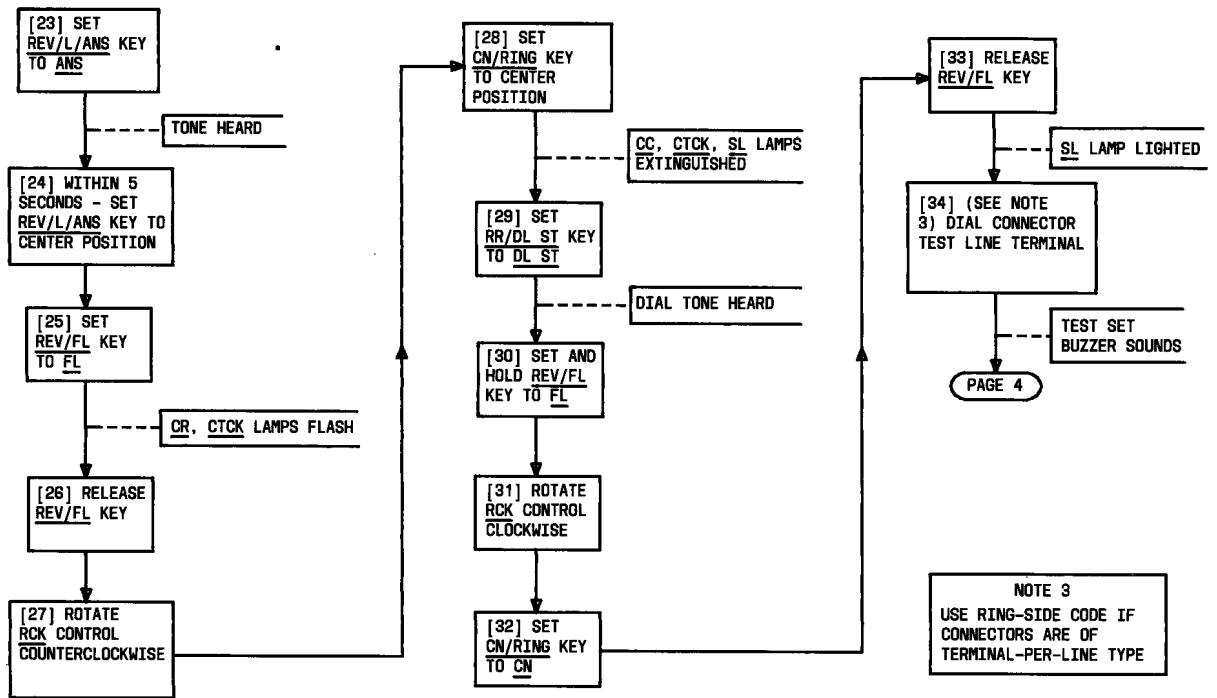 [23] SET
REV/L/ANS KEY
TO ANS
TONE HEARD
[24] WITHIN 5
SECONDS - SET
REV/L/ANS KEY TO
CENTER POSITION
[25] SET
REV/FL KEY
TO FL
CR, CTCK LAMPS FLASH
[26] RELEASE
REV/FL KEY
[27] ROTATE
RCK CONTROL
COUNTERCLOCKWISE
[28] SET
CN/RING KEY
TO CENTER
POSITION
CC, CTCK, SL LAMPS
EXTINGUISHED
[29] SET
RR/DL ST KEY
TO DL ST
DIAL TONE HEARD
[30] SET AND
HOLD REV/FL
KEY TO FL
[31] ROTATE
RCK CONTROL
CLOCKWISE
[32] SET
CN/RING KEY
TO CN
[33] RELEASE
REV/FL KEY
SL LAMP LIGHTED
[34] (SEE NOTE
3) DIAL CONNECTOR
TEST LINE TERMINAL
TEST SET
BUZZER SOUNDS
PAGE 4
NOTE 3
USE RING-SIDE CODE IF
CONNECTORS ARE OF
TERMINAL-PER-LINE TYPE